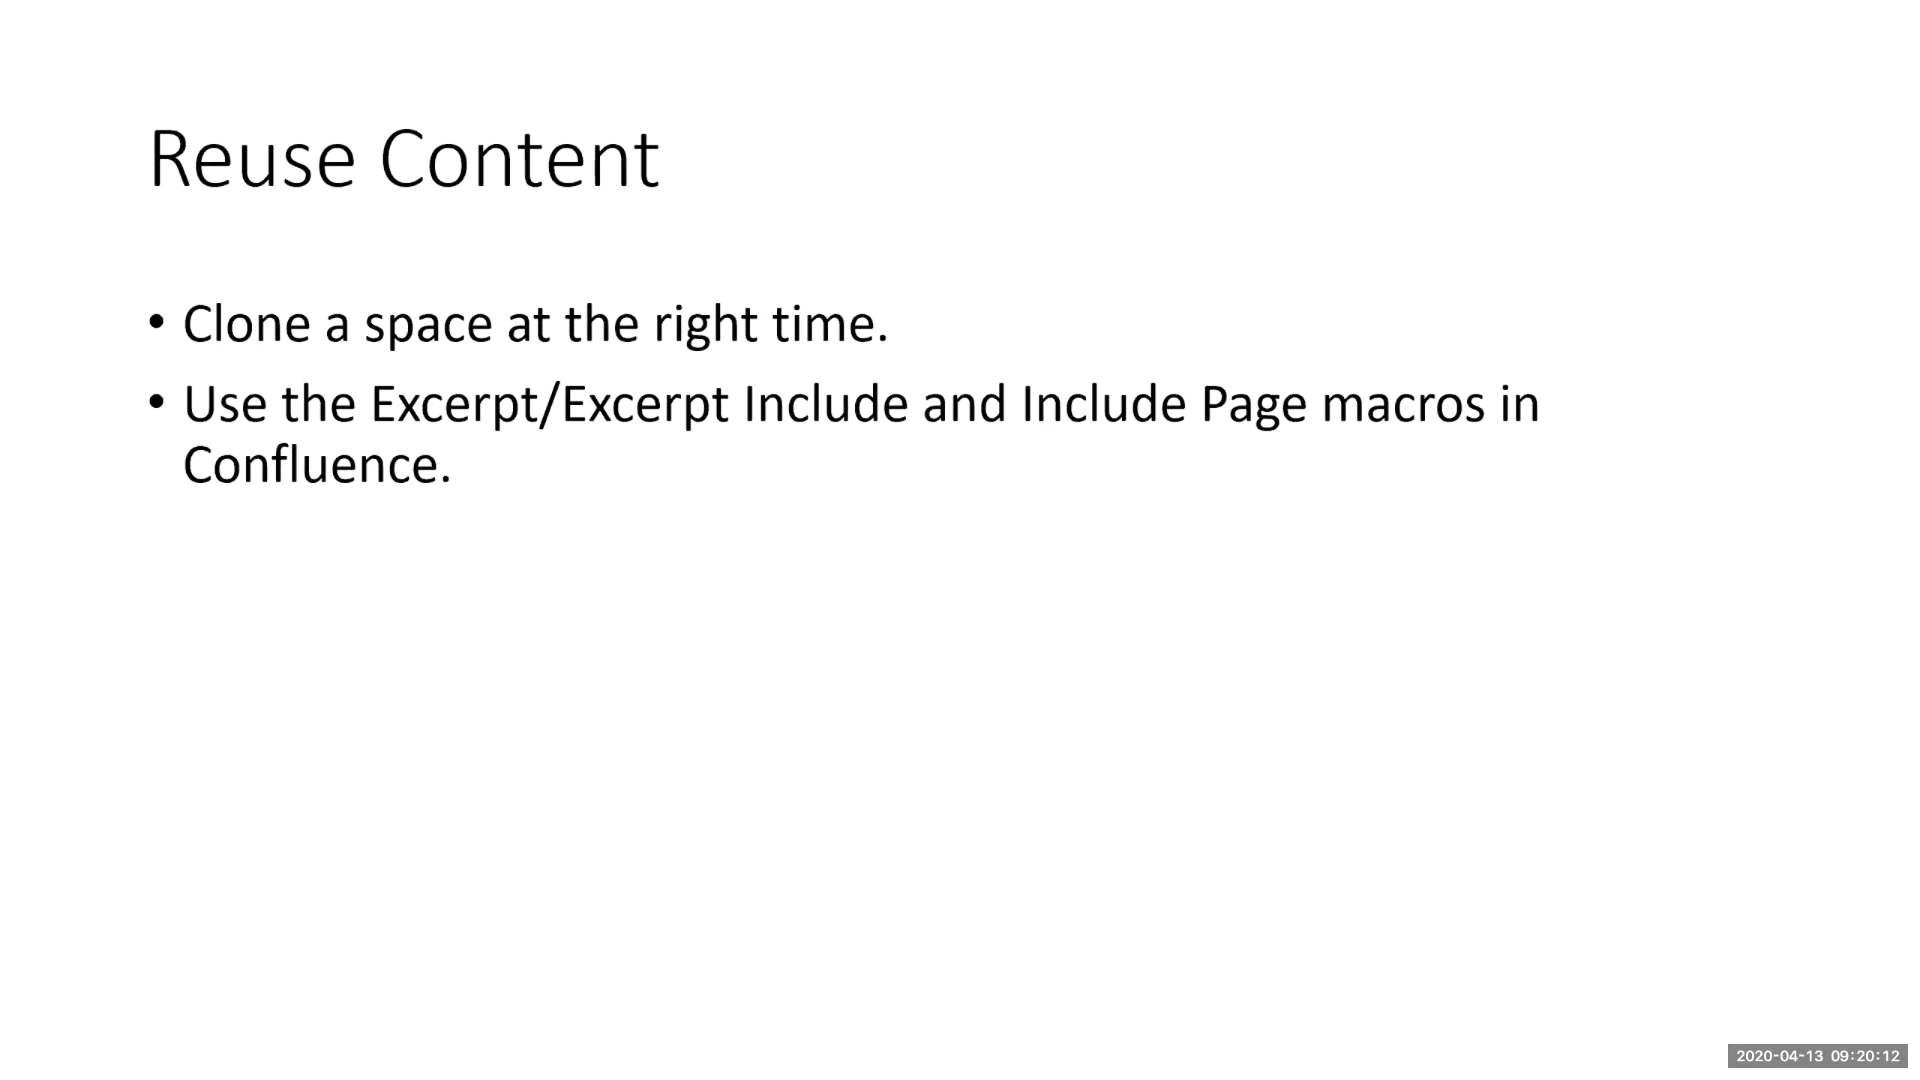 Reuse Content
• Clone a space at the right time.
• Use the Excerpt/Excerpt Include and Include Page macros in
Confluence.
2020-04-13 09:20:12